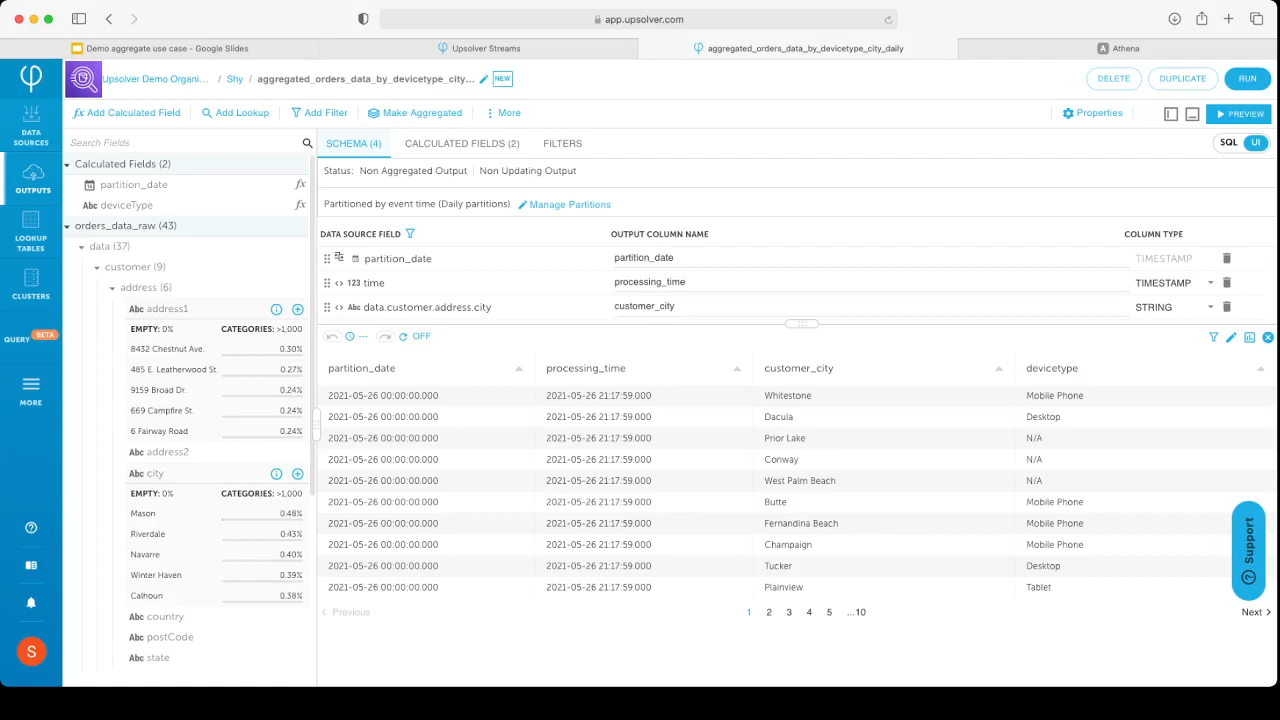 app.upsolver.com
Demo aggregate use case - Google Slides
Upsolver Streams
aggregated_orders_data_by_devicetype_city_daily
Athena
Upsolver Demo Organi... / Shy / aggregated_orders_data_by_devicetype_city... NEW
DELETE
DUPLICATE
RUN
fx Add Calculated Field
Add Lookup
Add Filter
Make Aggregated
More
Properties
PREVIEW
DATA SOURCES
OUTPUTS
LOOKUP TABLES
CLUSTERS
QUERY BETA
MORE
S
Search Fields
Calculated Fields (2)
partition_date fx
Abc deviceType fx
orders_data_raw (43)
data (37)
customer (9)
address (6)
Abc address1
EMPTY: 0% CATEGORIES: >1,000
8432 Chestnut Ave. 0.30%
485 E. Leatherwood St. 0.27%
9159 Broad Dr. 0.24%
669 Campfire St. 0.24%
6 Fairway Road 0.24%
Abc address2
Abc city
EMPTY: 0% CATEGORIES: >1,000
Mason 0.48%
Riverdale 0.43%
Navarre 0.40%
Winter Haven 0.39%
Calhoun 0.38%
Abc country
Abc postCode
Abc state
SCHEMA (4)
CALCULATED FIELDS (2)
FILTERS
SQL UI
Status: Non Aggregated Output Non Updating Output
Partitioned by event time (Daily partitions) Manage Partitions
DATA SOURCE FIELD OUTPUT COLUMN NAME COLUMN TYPE
partition_date partition_date TIMESTAMP
<> 123 time processing_time TIMESTAMP
<> Abc data.customer.address.city customer_city STRING
--- OFF
partition_date processing_time customer_city devicetype
2021-05-26 00:00:00.000 2021-05-26 21:17:59.000 Whitestone Mobile Phone
2021-05-26 00:00:00.000 2021-05-26 21:17:59.000 Dacula Desktop
2021-05-26 00:00:00.000 2021-05-26 21:17:59.000 Prior Lake N/A
2021-05-26 00:00:00.000 2021-05-26 21:17:59.000 Conway N/A
2021-05-26 00:00:00.000 2021-05-26 21:17:59.000 West Palm Beach N/A
2021-05-26 00:00:00.000 2021-05-26 21:17:59.000 Butte Mobile Phone
2021-05-26 00:00:00.000 2021-05-26 21:17:59.000 Fernandina Beach Mobile Phone
2021-05-26 00:00:00.000 2021-05-26 21:17:59.000 Champaign Mobile Phone
2021-05-26 00:00:00.000 2021-05-26 21:17:59.000 Tucker Desktop
2021-05-26 00:00:00.000 2021-05-26 21:17:59.000 Plainview Tablet
Previous 1 2 3 4 5 ...10 Next
Support